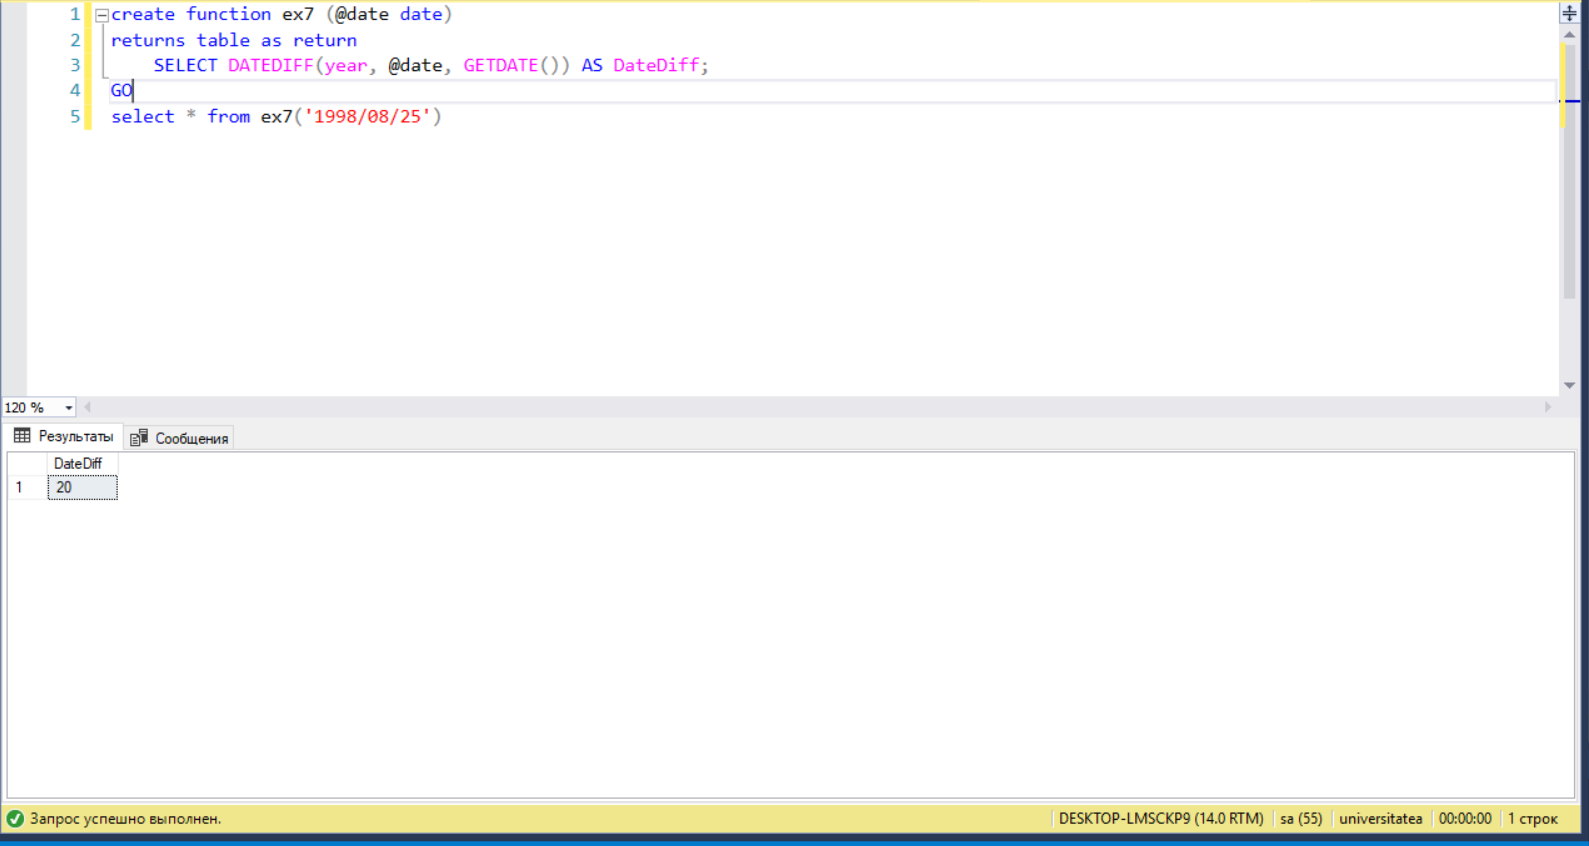 1 create function ex7 (@date date)
2 returns table as return
3 SELECT DATEDIFF(year, @date, GETDATE()) AS DateDiff;
4 GO
5 select * from ex7('1998/08/25')
120 %
Результаты Сообщения
DateDiff
1 20
Запрос успешно выполнен. DESKTOP-LMSCKP9 (14.0 RTM) sa (55) universitatea 00:00:00 1 строк